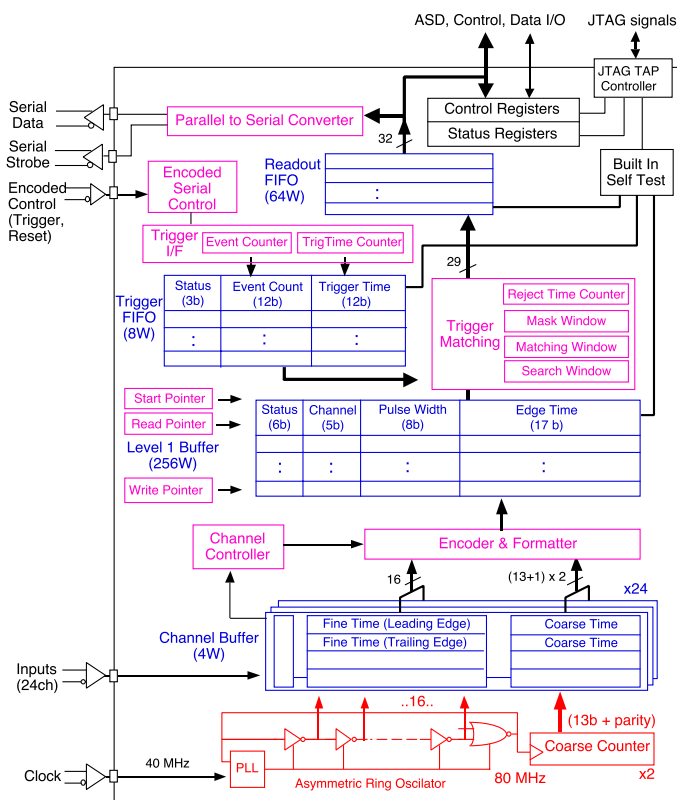 ASD, Control, Data I/O
JTAG signals
JTAG TAP
Controller
Serial
Data
Control Registers
Parallel to Serial Converter
32
Status Registers
Serial
Strobe
Readout
FIFO
(64W)
:
Built In
Self Test
Encoded
Control
(Trigger,
Reset)
Encoded
Serial
Control
Trigger
I/F
Event Counter
TrigTime Counter
29
Trigger
FIFO
(8W)
Status
(3b)
Event Count
(12b)
Trigger Time
(12b)
: : :
Trigger
Matching
Reject Time Counter
Mask Window
Matching Window
Search Window
Start Pointer
Read Pointer
Level 1 Buffer
(256W)
Write Pointer
Status
(6b)
Channel
(5b)
Pulse Width
(8b)
Edge Time
(17 b)
: : : :
Channel
Controller
Encoder & Formatter
16
(13+1) x 2
x24
Channel Buffer
(4W)
Fine Time (Leading Edge)
Coarse Time
Fine Time (Trailing Edge)
Coarse Time
Inputs
(24ch)
..16..
(13b + parity)
Coarse Counter
x2
Clock
40 MHz
PLL
Asymmetric Ring Oscilator
80 MHz